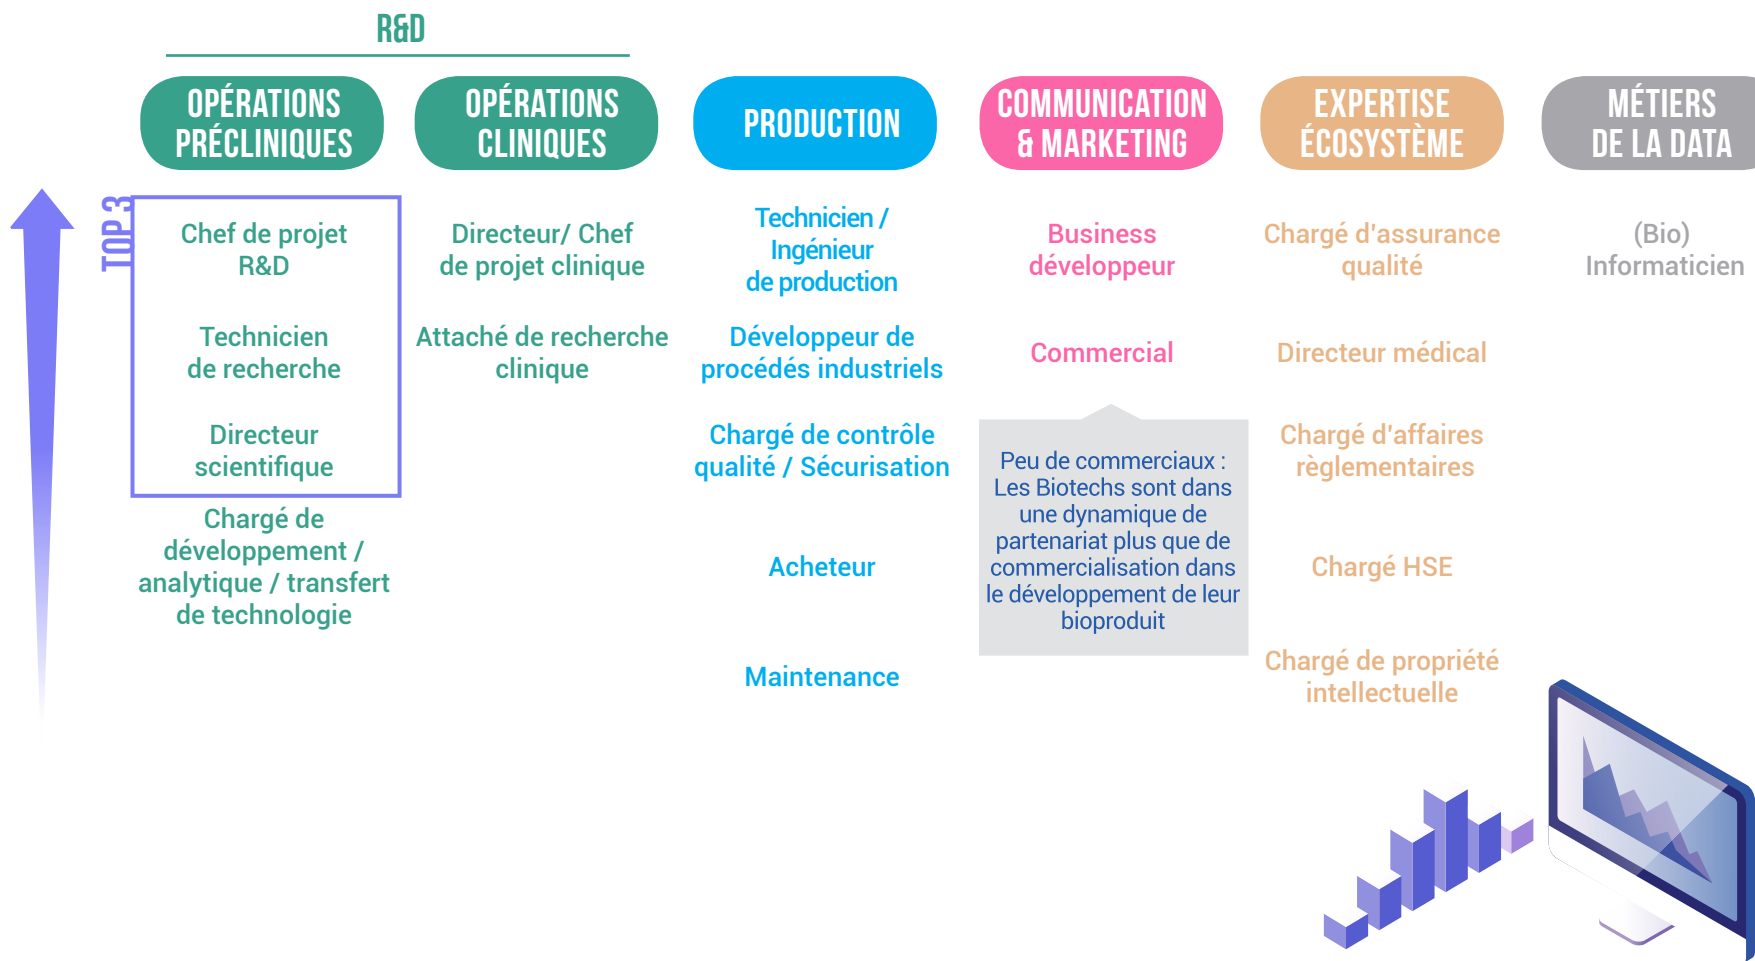 R&D
OPÉRATIONS
PRÉCLINIQUES
OPÉRATIONS
CLINIQUES
PRODUCTION
COMMUNICATION
& MARKETING
EXPERTISE
ÉCOSYSTÈME
MÉTIERS
DE LA DATA
TOP 3
Chef de projet
R&D
Technicien
de recherche
Directeur
scientifique
Chargé de
développement /
analytique / transfert
de technologie
Directeur/ Chef
de projet clinique
Attaché de recherche
clinique
Technicien /
Ingénieur
de production
Développeur de
procédés industriels
Chargé de contrôle
qualité / Sécurisation
Acheteur
Maintenance
Business
développeur
Commercial
Peu de commerciaux :
Les Biotechs sont dans
une dynamique de
partenariat plus que de
commercialisation dans
le développement de leur
bioproduit
Chargé d'assurance
qualité
Directeur médical
Chargé d'affaires
règlementaires
Chargé HSE
Chargé de propriété
intellectuelle
(Bio)
Informaticien